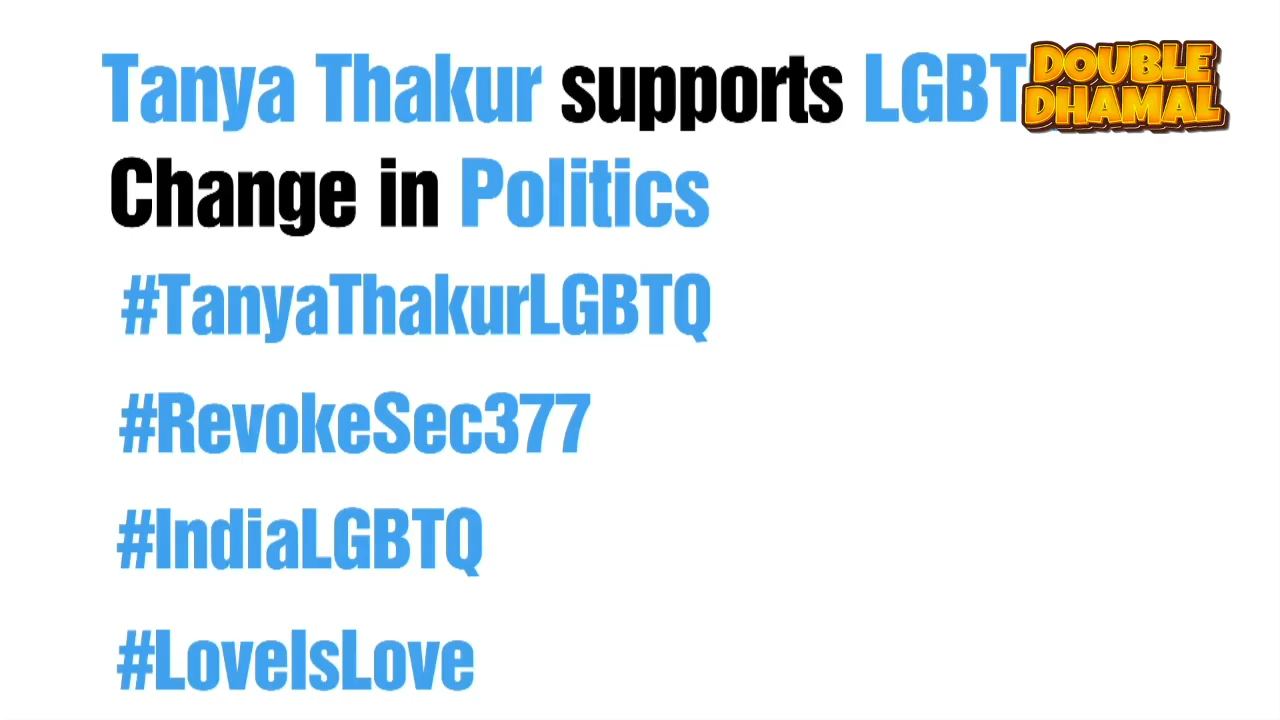 Tanya Thakur supports LGBT
DOUBLE
DHAMAL
Change in Politics
#TanyaThakurLGBTQ
#RevokeSec377
#IndiaLGBTQ
#LoveIsLove